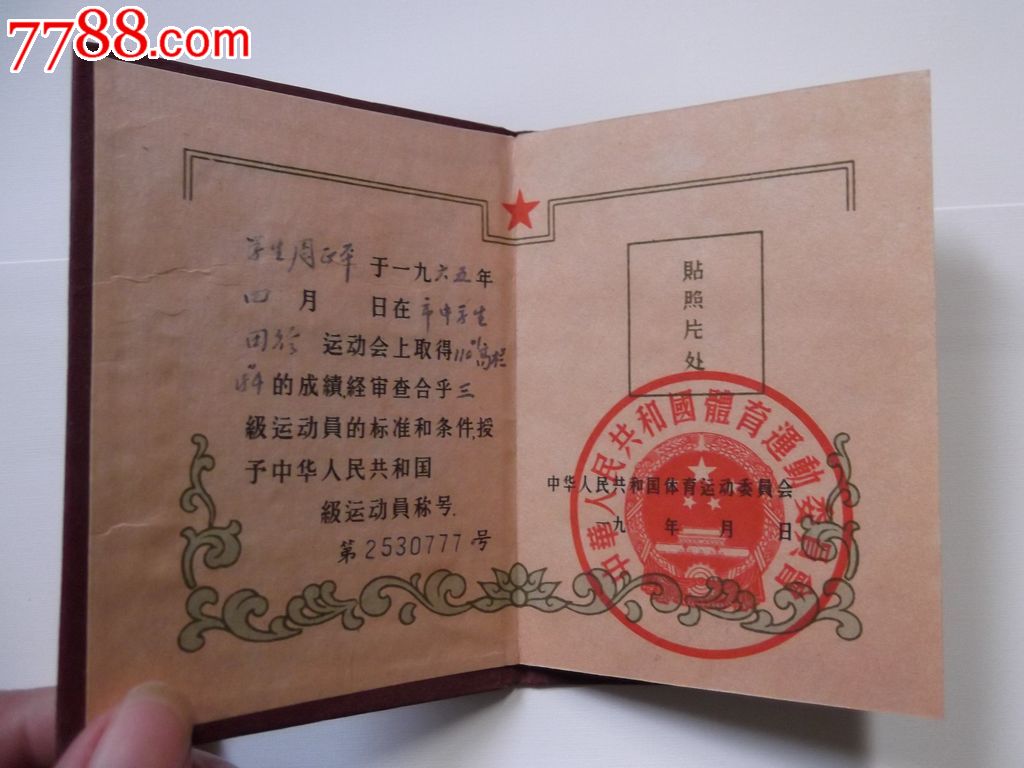 7788.com
学生周正平 于一九六五年
四 月 日在 市中学生
田径 运动会上取得110米高栏
的成績,經审查合乎三
級运动員的标准和条件,授
予中华人民共和国
級运动員称号.
第2530777号
貼照片处
中华人民共和国体育运动委員会
一九 年 月 日
中華人民共和國體育運動委員會